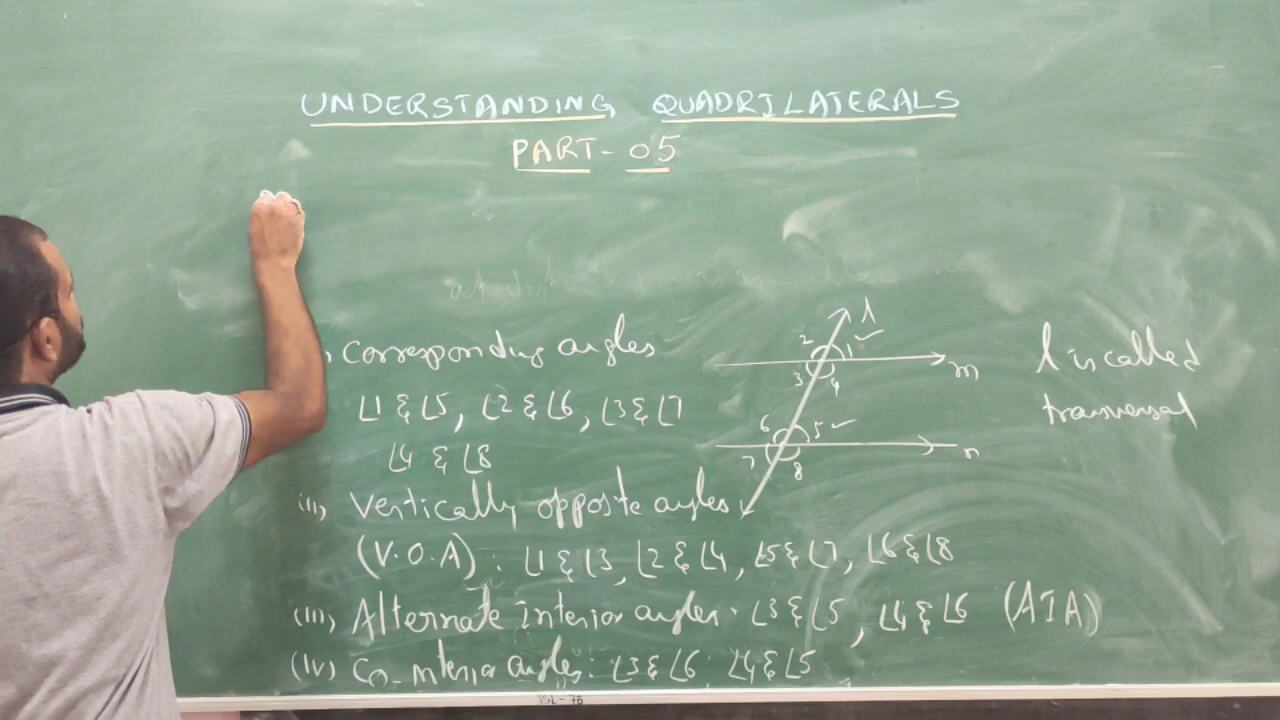 UNDERSTANDING QUADRILATERALS
PART-05
Corresponding angles
∠1 & ∠5, ∠2 & ∠6, ∠3 & ∠7
∠4 & ∠8
2 1
3 4
m
6 5
7 8
n
l is called
transversal
(ii) Vertically opposite angles
(V.O.A) : ∠1 & ∠3, ∠2 & ∠4, ∠5 & ∠7, ∠6 & ∠8
(iii) Alternate interior angles · ∠3 & ∠5, ∠4 & ∠6 (AIA)
(iv) Co-interior angles: ∠3 & ∠6, ∠4 & ∠5